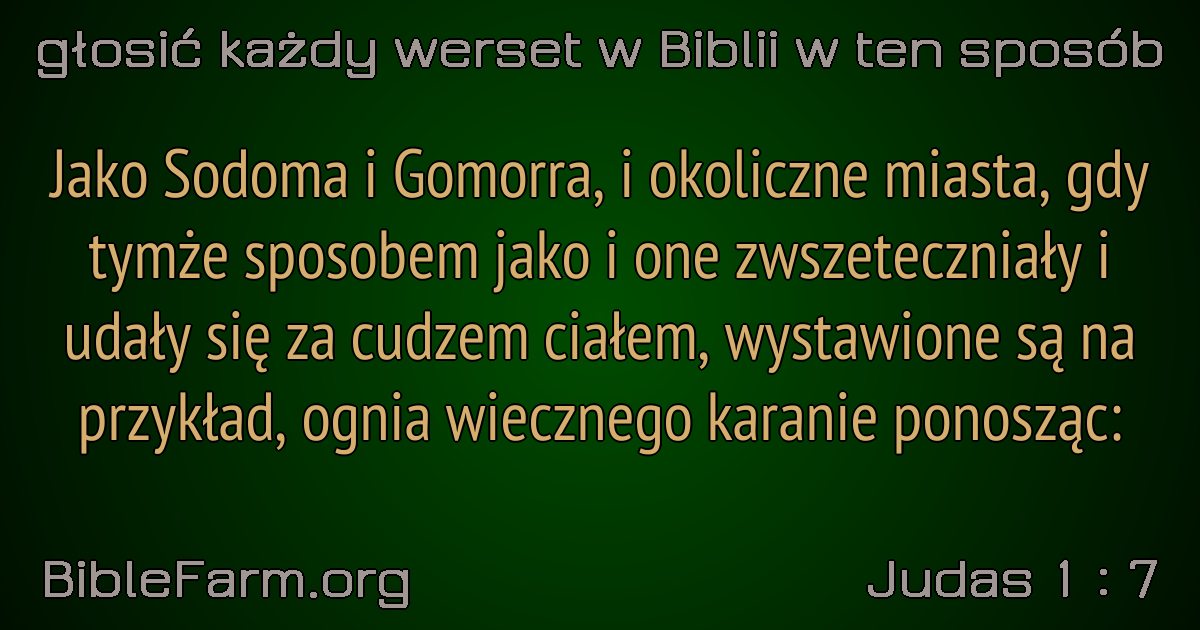 głosić każdy werset w Biblii w ten sposób
Jako Sodoma i Gomorra, i okoliczne miasta, gdy
tymże sposobem jako i one zwszeteczniały i
udały się za cudzem ciałem, wystawione są na
przykład, ognia wiecznego karanie ponosząc:
BibleFarm.org
Judas 1 : 7